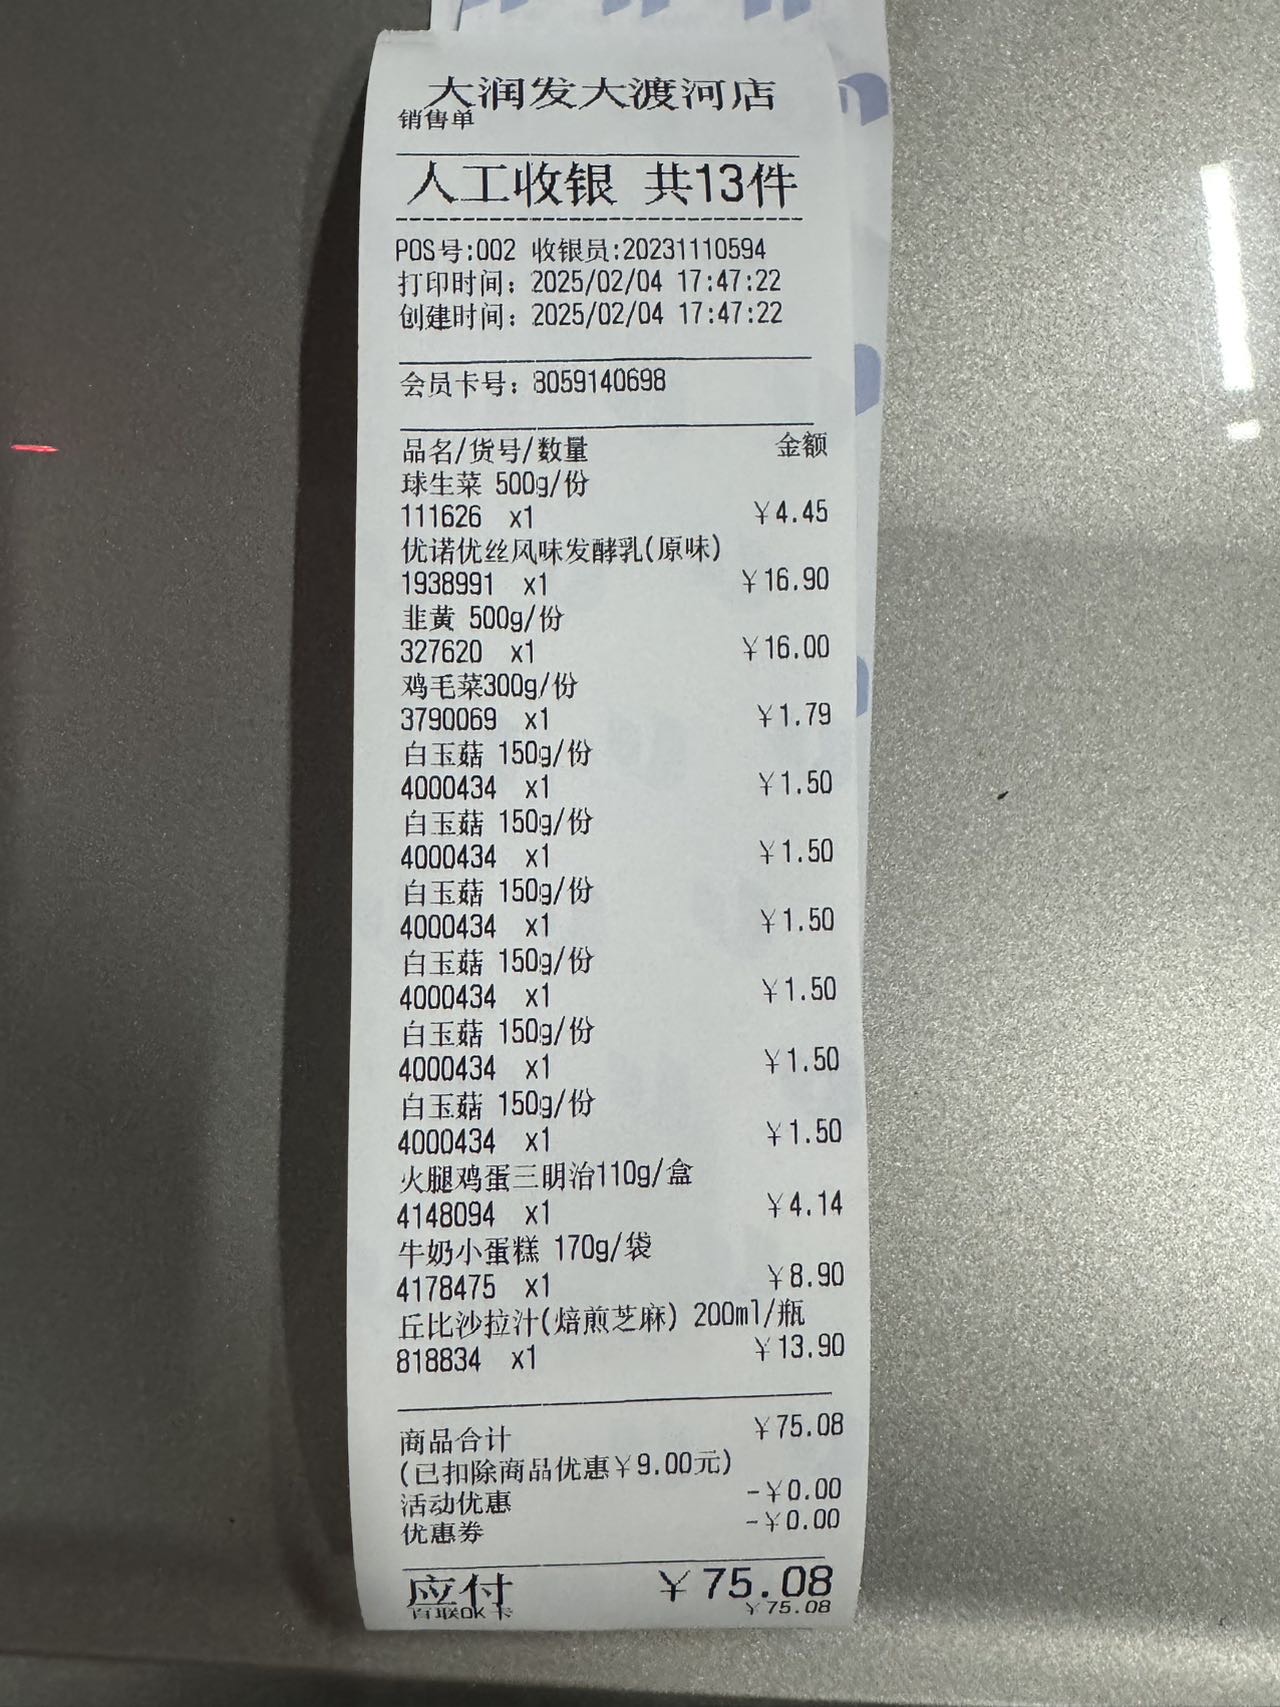 大润发大渡河店
销售单
人工收银 共13件
POS号:002 收银员:20231110594
打印时间: 2025/02/04 17:47:22
创建时间: 2025/02/04 17:47:22
会员卡号: 8059140698
品名/货号/数量 金额
球生菜 500g/份
111626 x1 ¥4.45
优诺优丝风味发酵乳(原味)
1938991 x1 ¥16.90
韭黄 500g/份
327620 x1 ¥16.00
鸡毛菜300g/份
3790069 x1 ¥1.79
白玉菇 150g/份
4000434 x1 ¥1.50
白玉菇 150g/份
4000434 x1 ¥1.50
白玉菇 150g/份
4000434 x1 ¥1.50
白玉菇 150g/份
4000434 x1 ¥1.50
白玉菇 150g/份
4000434 x1 ¥1.50
白玉菇 150g/份
4000434 x1 ¥1.50
火腿鸡蛋三明治110g/盒
4148094 x1 ¥4.14
牛奶小蛋糕 170g/袋
4178475 x1 ¥8.90
丘比沙拉汁(焙煎芝麻) 200ml/瓶
818834 x1 ¥13.90
商品合计 ¥75.08
(已扣除商品优惠¥9.00元)
活动优惠 -¥0.00
优惠券 -¥0.00
应付 ¥75.08
百联OK卡 ¥75.08